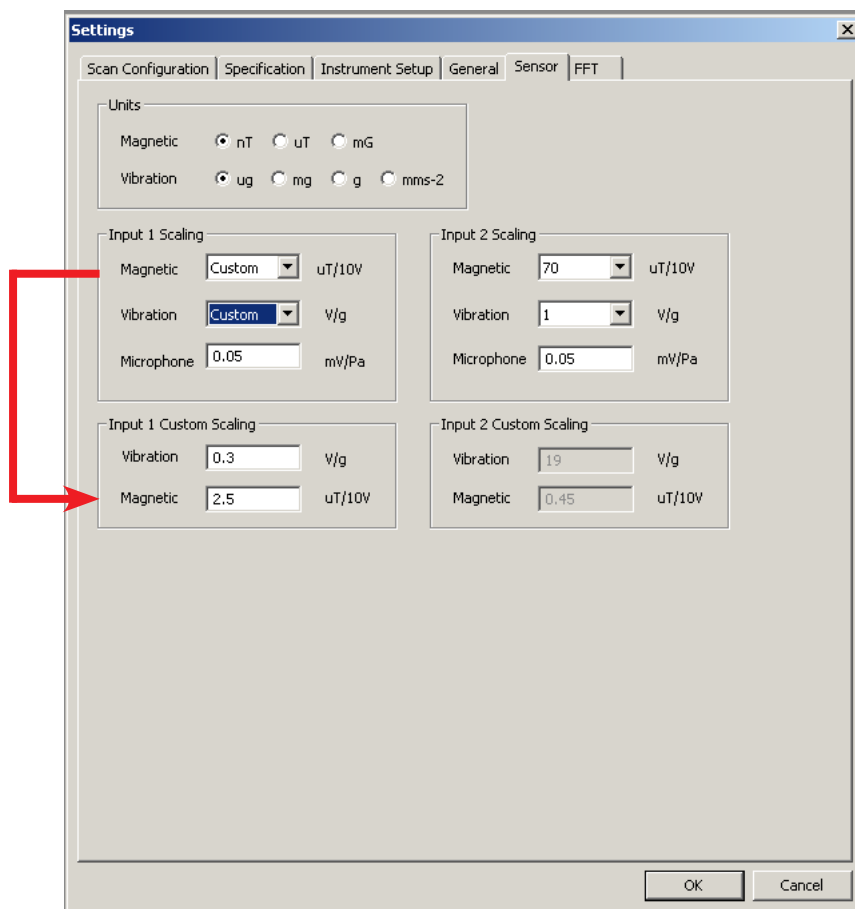 Settings
Scan Configuration Specification Instrument Setup General Sensor FFT
Units
Magnetic nT uT mG
Vibration ug mg g mms-2
Input 1 Scaling Input 2 Scaling
Magnetic Custom uT/10V Magnetic 70 uT/10V
Vibration Custom V/g Vibration 1 V/g
Microphone 0.05 mV/Pa Microphone 0.05 mV/Pa
Input 1 Custom Scaling Input 2 Custom Scaling
Vibration 0.3 V/g Vibration 19 V/g
Magnetic 2.5 uT/10V Magnetic 0.45 uT/10V
OK Cancel